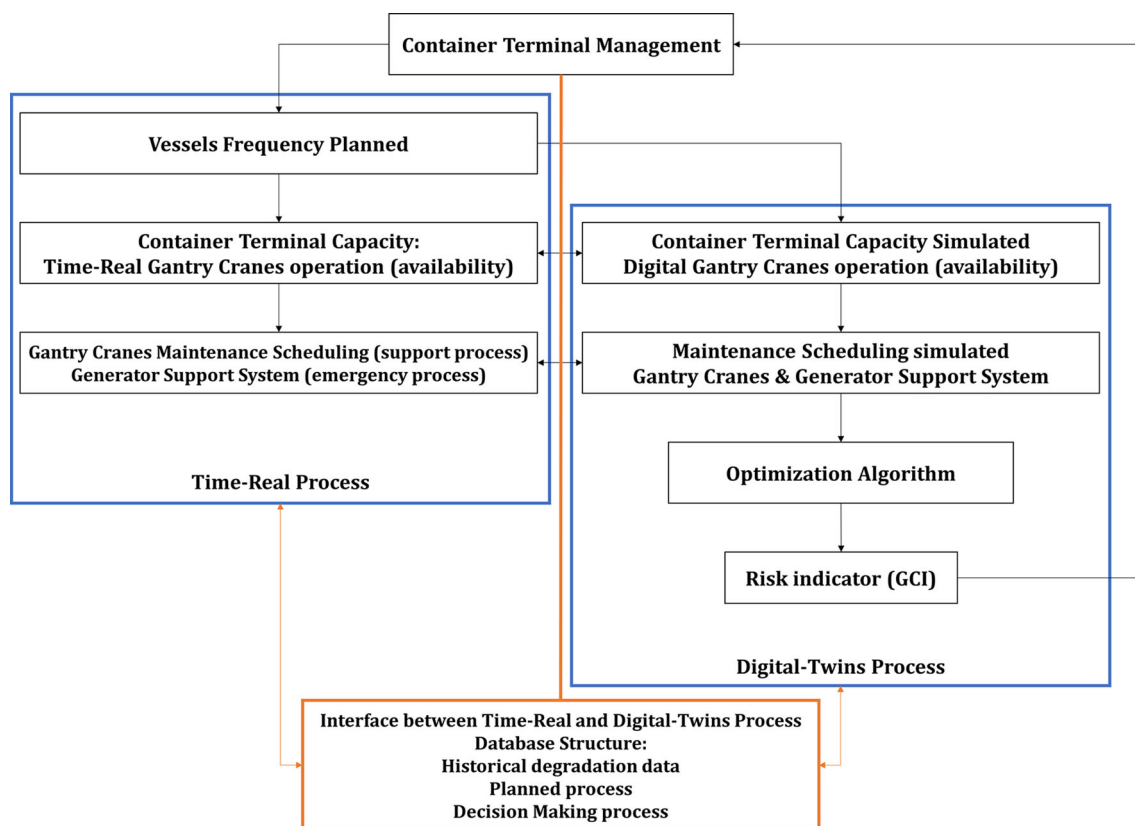 Container Terminal Management
Vessels Frequency Planned
Container Terminal Capacity:
Time-Real Gantry Cranes operation (availability)
Gantry Cranes Maintenance Scheduling (support process)
Generator Support System (emergency process)
Time-Real Process
Container Terminal Capacity Simulated
Digital Gantry Cranes operation (availability)
Maintenance Scheduling simulated
Gantry Cranes & Generator Support System
Optimization Algorithm
Risk indicator (GCI)
Digital-Twins Process
Interface between Time-Real and Digital-Twins Process
Database Structure:
Historical degradation data
Planned process
Decision Making process